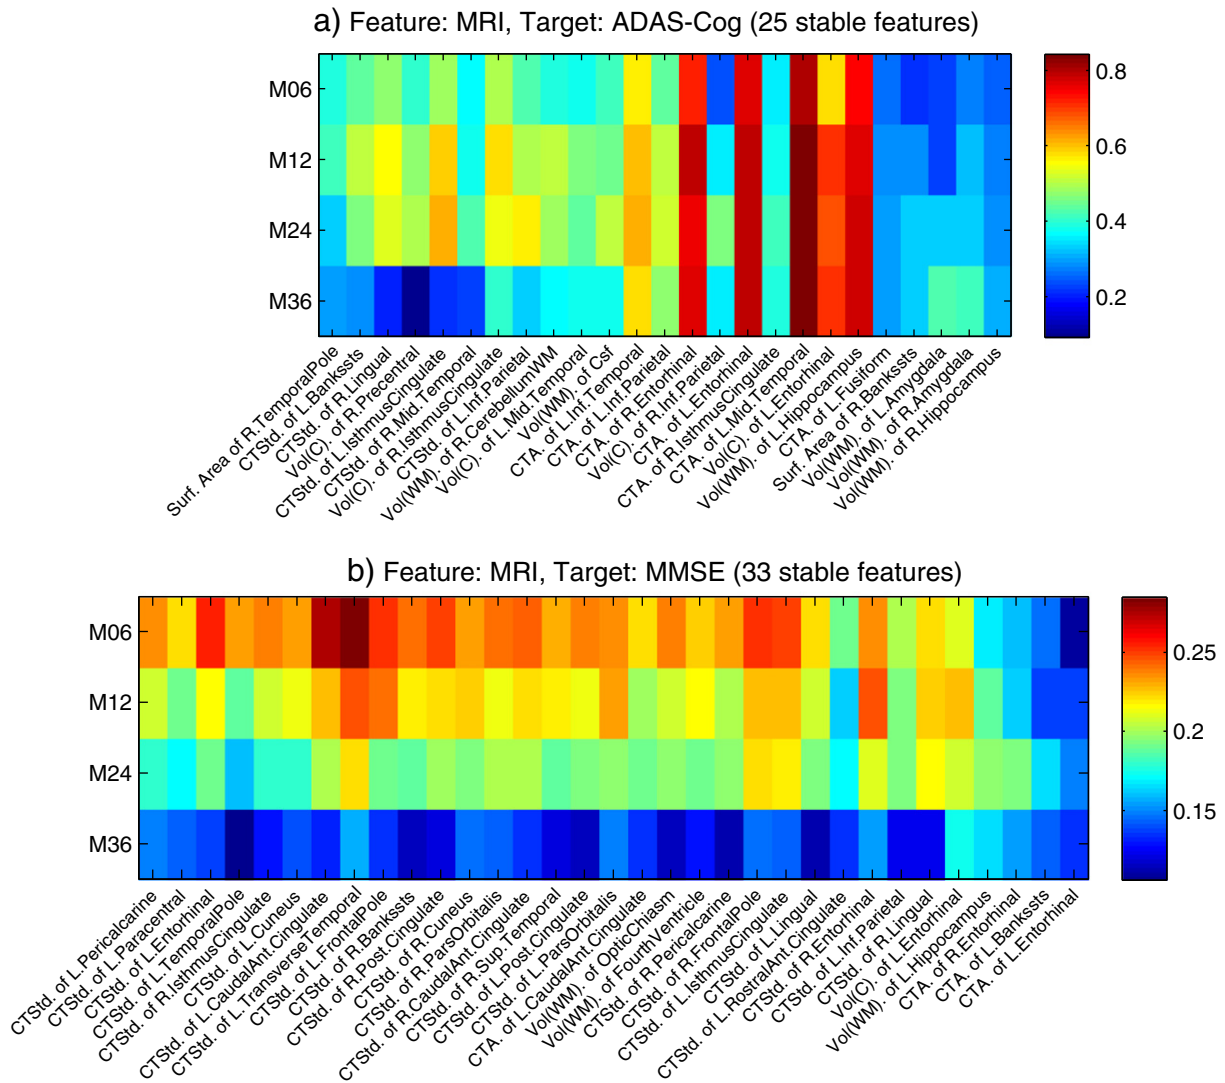 a) Feature: MRI, Target: ADAS-Cog (25 stable features)
M06
M12
M24
M36
0.8
0.6
0.4
0.2
Surf. Area of R.TemporalPole
CTStd. of L.Bankssts
CTStd. of R.Lingual
Vol(C). of R.Precentral
CTStd. of L.IsthmusCingulate
CTStd. of R.Mid.Temporal
Vol(C). of R.IsthmusCingulate
CTStd. of L.Inf.Parietal
Vol(WM). of R.CerebellumWM
Vol(C). of L.Mid.Temporal
Vol(WM). of Csf
CTA. of L.Inf.Temporal
CTA. of L.Inf.Parietal
CTA. of R.Entorhinal
Vol(C). of R.Inf.Parietal
CTA. of L.Entorhinal
CTA. of R.IsthmusCingulate
CTA. of L.Mid.Temporal
Vol(C). of L.Entorhinal
Vol(WM). of L.Hippocampus
CTA. of L.Fusiform
Surf. Area of R.Bankssts
Vol(WM). of L.Amygdala
Vol(WM). of R.Amygdala
Vol(WM). of R.Hippocampus
b) Feature: MRI, Target: MMSE (33 stable features)
M06
M12
M24
M36
0.25
0.2
0.15
CTStd. of L.Pericalcarine
CTStd. of L.Paracentral
CTStd. of L.Entorhinal
CTStd. of L.TemporalPole
CTStd. of R.IsthmusCingulate
CTStd. of L.Cuneus
CTStd. of L.CaudalAnt.Cingulate
CTStd. of L.TransverseTemporal
CTStd. of L.FrontalPole
CTStd. of R.Bankssts
CTStd. of R.Post.Cingulate
CTStd. of R.Cuneus
CTStd. of R.ParsOrbitalis
CTStd. of R.CaudalAnt.Cingulate
CTStd. of R.Sup.Temporal
CTStd. of L.Post.Cingulate
CTStd. of L.ParsOrbitalis
CTA. of L.CaudalAnt.Cingulate
Vol(WM). of OpticChiasm
Vol(WM). of FourthVentricle
CTStd. of R.Pericalcarine
CTStd. of R.FrontalPole
CTStd. of L.IsthmusCingulate
CTStd. of L.Lingual
CTStd. of L.RostralAnt.Cingulate
CTStd. of R.Entorhinal
CTStd. of L.Inf.Parietal
CTStd. of R.Lingual
Vol(C). of L.Entorhinal
Vol(WM). of L.Hippocampus
CTA. of R.Entorhinal
CTA. of L.Bankssts
CTA. of L.Entorhinal